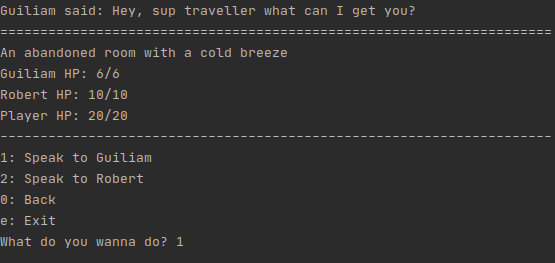 Guiliam said: Hey, sup traveller what can I get you?
=====================================================================
An abandoned room with a cold breeze
Guiliam HP: 6/6
Robert HP: 10/10
Player HP: 20/20
---------------------------------------------------------------------
1: Speak to Guiliam
2: Speak to Robert
0: Back
e: Exit
What do you wanna do? 1